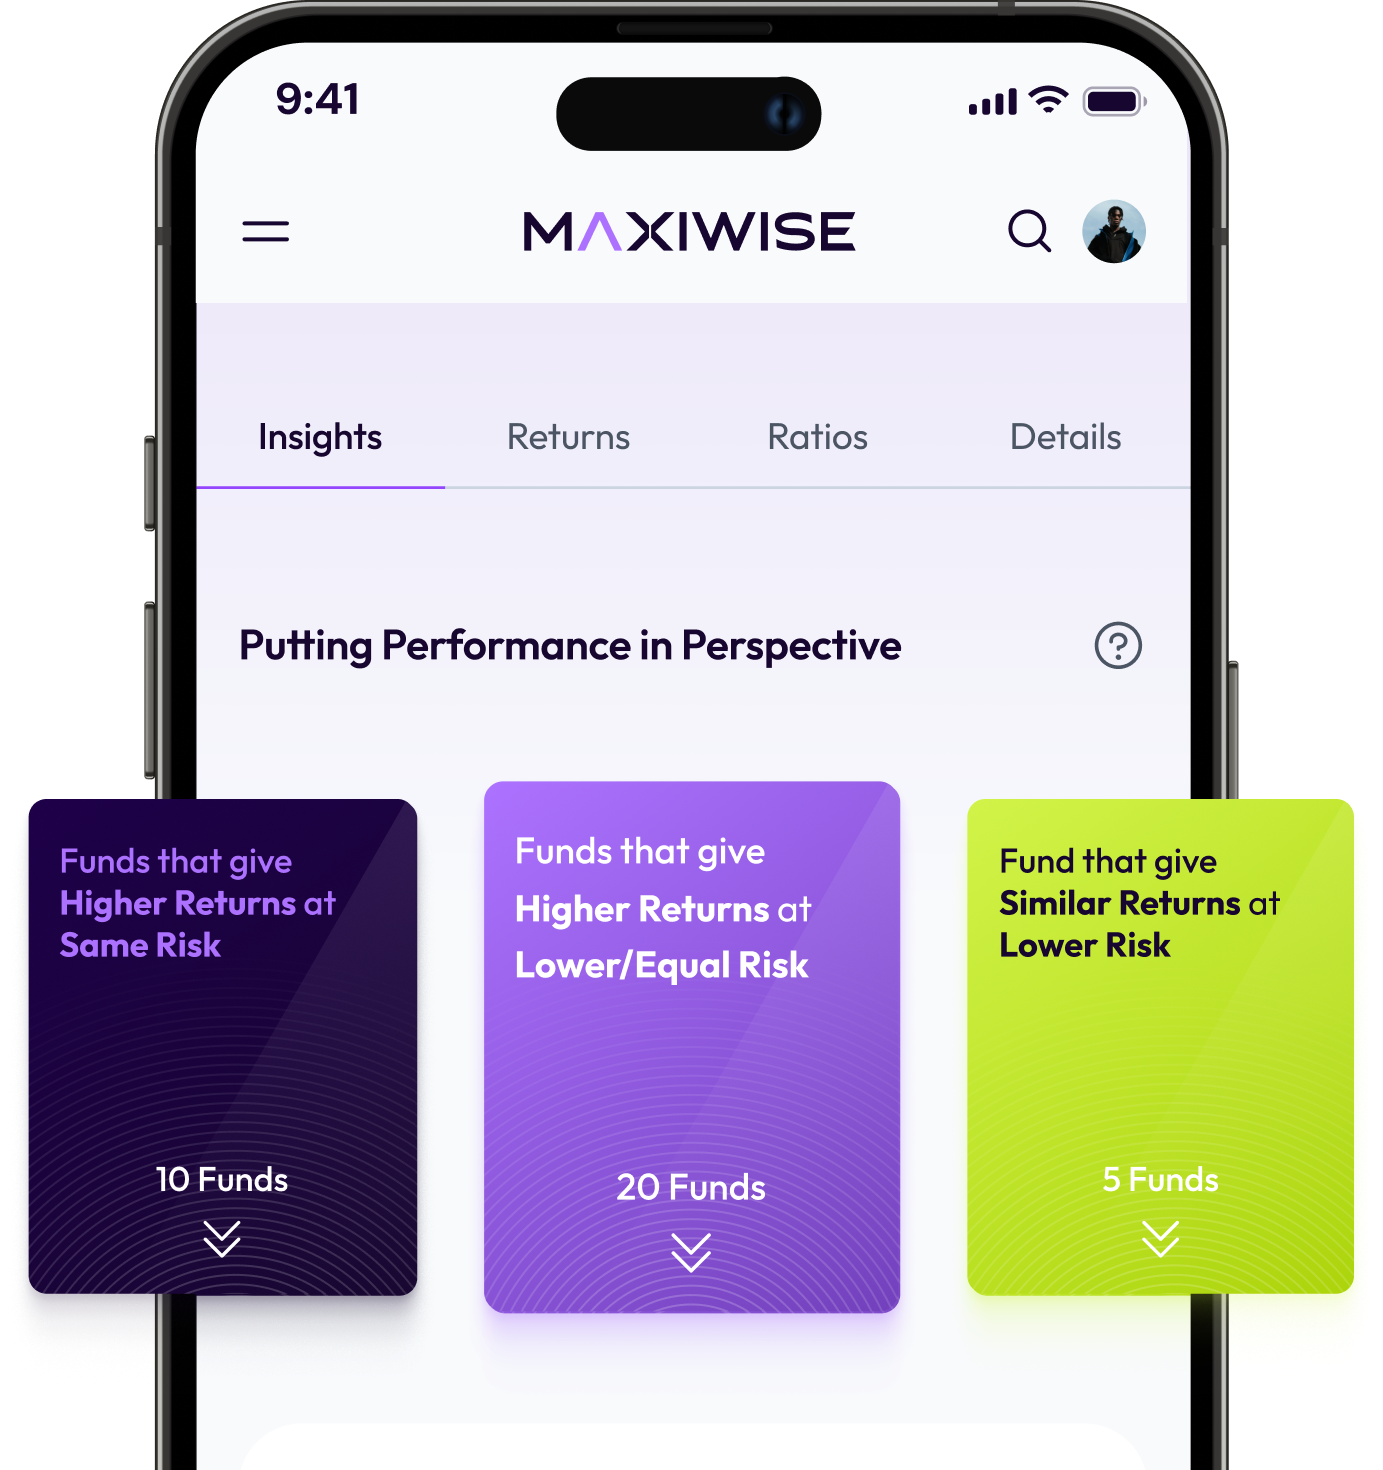 9:41
MAXIWISE
Insights
Returns
Ratios
Details
Putting Performance in Perspective
?
Funds that give
Higher Returns at
Same Risk
10 Funds
Funds that give
Higher Returns at
Lower/Equal Risk
20 Funds
Fund that give
Similar Returns at
Lower Risk
5 Funds